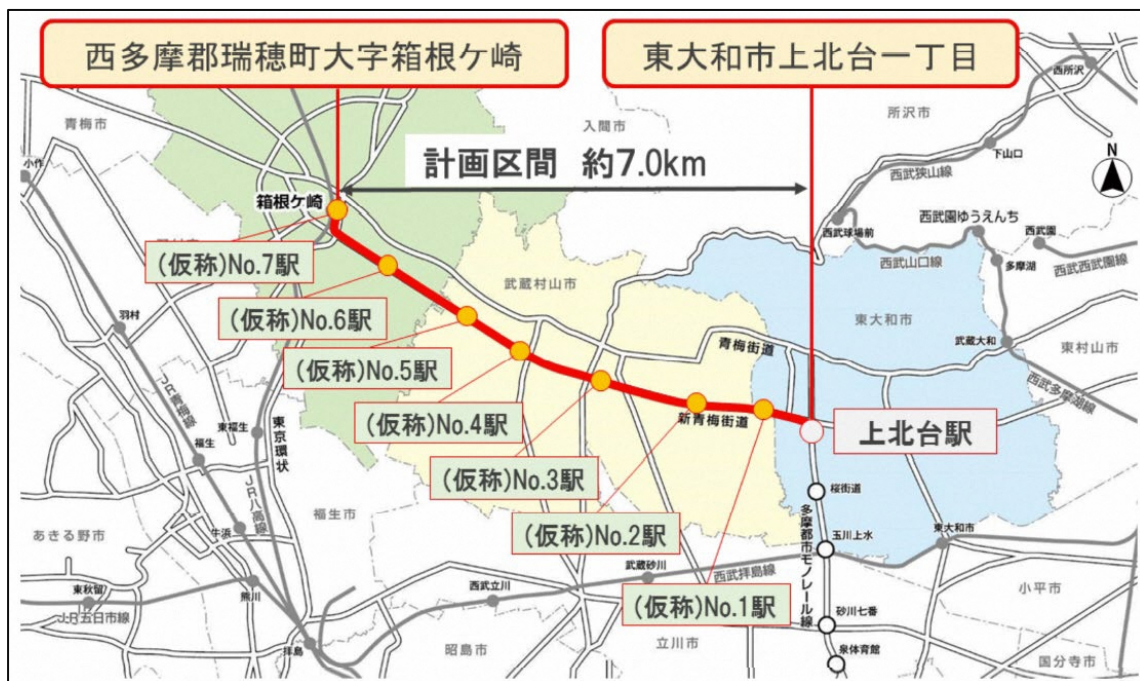 西多摩郡瑞穂町大字箱根ケ崎
東大和市上北台一丁目
計画区間 約7.0km
青梅市
入間市
所沢市
西所沢
小作
下山口
西武狭山線
N
箱根ケ崎
西武球場前
西武園ゆうえんち
西武園
西武山口線
多摩湖
西武西武園線
(仮称)No.7駅
武蔵村山市
(仮称)No.6駅
羽村
東大和市
青梅街道
武蔵大和
東村山市
(仮称)No.5駅
JR青梅線
西武多摩湖線
(仮称)No.4駅
新青梅街道
上北台駅
東福生
東京環状
福生
(仮称)No.3駅
JR八高線
桜街道
福生市
(仮称)No.2駅
多摩都市モノレール線
あきる野市
牛浜
玉川上水
東大和市
武蔵砂川
西武拝島線
東秋留
熊川
西武立川
(仮称)No.1駅
小平市
JR五日市線
砂川七番
拝島
昭島市
立川市
泉体育館
国分寺市